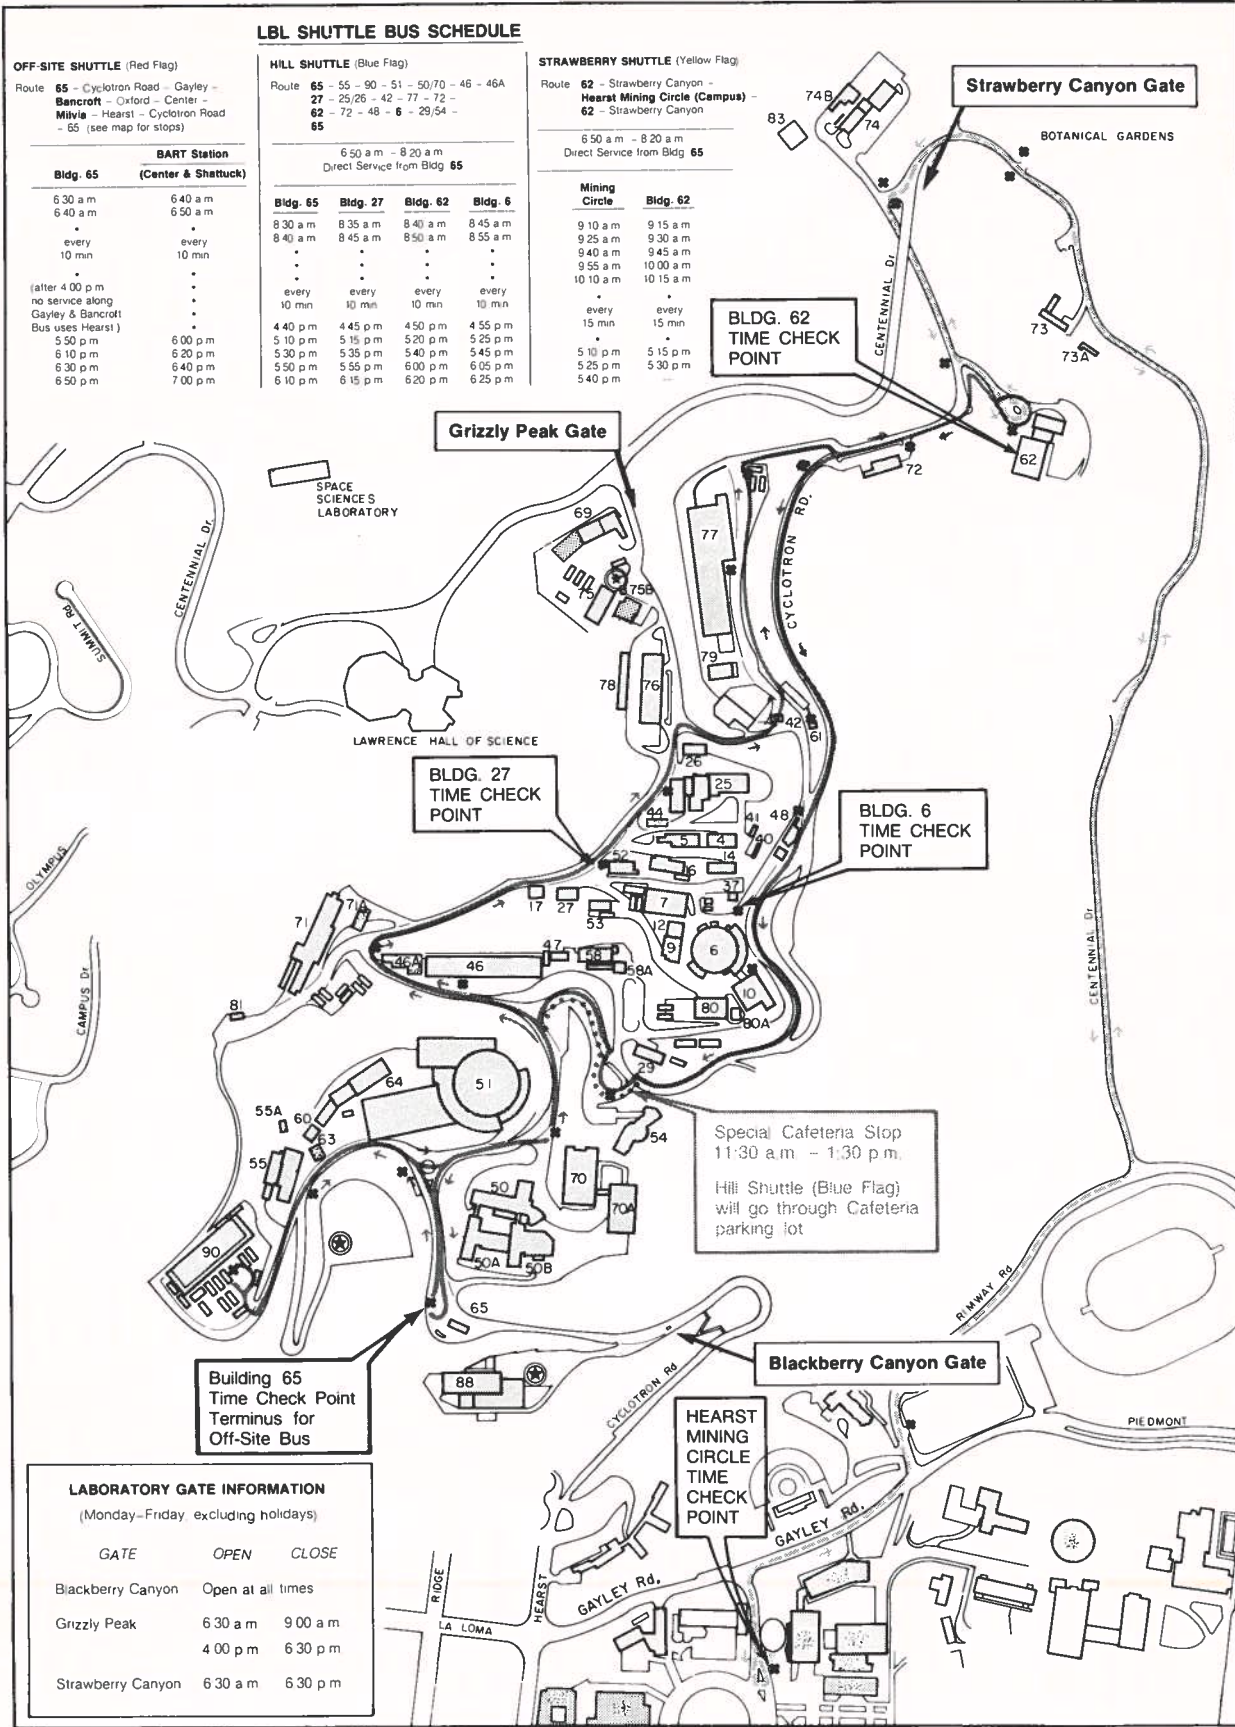 LBL SHUTTLE BUS SCHEDULE
OFF-SITE SHUTTLE (Red Flag)
Route 65 - Cyclotron Road - Gayley -
Bancroft - Oxford - Center -
Milvia - Hearst - Cyclotron Road
- 65 (see map for stops)
BART Station
Bldg. 65 (Center & Shattuck)
6 30 a m 6 40 a m
6 40 a m 6 50 a m
• •
every every
10 min 10 min
• •
(after 4 00 p m •
no service along •
Gayley & Bancroft •
Bus uses Hearst ) •
5 50 p m 6 00 p m
6 10 p m 6 20 p m
6 30 p m 6 40 p m
6 50 p m 7 00 p m
HILL SHUTTLE (Blue Flag)
Route 65 - 55 - 90 - 51 - 50/70 - 46 - 46A
27 - 25/26 - 42 - 77 - 72 -
62 - 72 - 48 - 6 - 29/54 -
65
6 50 a m - 8 20 a m
Direct Service from Bldg 65
Bldg. 65 Bldg. 27 Bldg. 62 Bldg. 6
8 30 a m 8 35 a m 8 40 a m 8 45 a m
8 40 a m 8 45 a m 8 50 a m 8 55 a m
• • • •
• • • •
• • • •
every every every every
10 min 10 min 10 min 10 min
4 40 p m 4 45 p m 4 50 p m 4 55 p m
5 10 p m 5 15 p m 5 20 p m 5 25 p m
5 30 p m 5 35 p m 5 40 p m 5 45 p m
5 50 p m 5 55 p m 6 00 p m 6 05 p m
6 10 p m 6 15 p m 6 20 p m 6 25 p m
STRAWBERRY SHUTTLE (Yellow Flag)
Route 62 - Strawberry Canyon -
Hearst Mining Circle (Campus) -
62 - Strawberry Canyon
6 50 a m - 8 20 a m
Direct Service from Bldg 65
Mining
Circle Bldg. 62
9 10 a m 9 15 a m
9 25 a m 9 30 a m
9 40 a m 9 45 a m
9 55 a m 10 00 a m
10 10 a m 10 15 a m
• •
every every
15 min 15 min
• •
5 10 p m 5 15 p m
5 25 p m 5 30 p m
5 40 p m —
74B
74
83
Strawberry Canyon Gate
BOTANICAL GARDENS
CENTENNIAL Dr
73
73A
BLDG. 62
TIME CHECK
POINT
62
72
Grizzly Peak Gate
SPACE
SCIENCES
LABORATORY
CENTENNIAL Dr.
SUMMIT Rd
69
75
75B
77
CYCLOTRON RD.
79
78
76
42
61
LAWRENCE HALL OF SCIENCE
BLDG. 27
TIME CHECK
POINT
26
25
44
41
48
40
5
4
52
16
14
BLDG. 6
TIME CHECK
POINT
OLYMPUS
CAMPUS Dr
71
71A
17
27
53
7
37
12
9
6
46A
46
47
58
58A
10
80
80A
81
29
CENTENNIAL Dr
51
64
55A
60
63
55
54
70
70A
50
50A
50B
90
65
Special Cafeteria Stop
11:30 a.m. - 1:30 p.m.
Hill Shuttle (Blue Flag)
will go through Cafeteria
parking lot
RIMWAY Rd
Blackberry Canyon Gate
Building 65
Time Check Point
Terminus for
Off-Site Bus
88
CYCLOTRON Rd
PIEDMONT
HEARST
MINING
CIRCLE
TIME
CHECK
POINT
GAYLEY Rd.
GAYLEY Rd.
RIDGE
HEARST
LA LOMA
LABORATORY GATE INFORMATION
(Monday-Friday excluding holidays)
GATE OPEN CLOSE
Blackberry Canyon Open at all times
Grizzly Peak 6 30 a m 9 00 a m
4 00 p m 6 30 p m
Strawberry Canyon 6 30 a m 6 30 p m